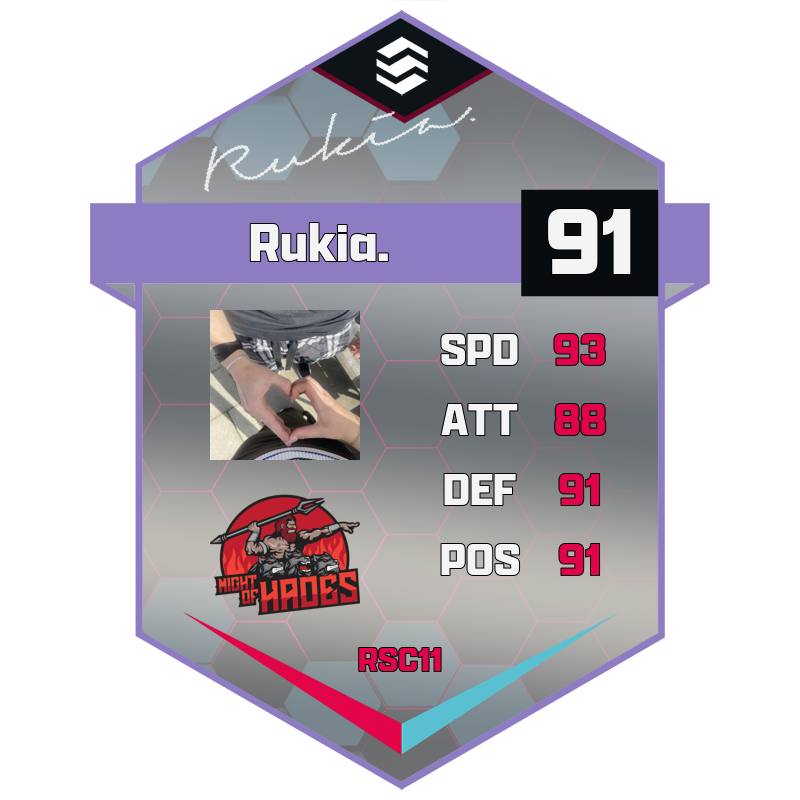 Rukia.
Rukia.
91
SPD 93
ATT 88
DEF 91
POS 91
MIGHT
OF
HADES
RSC11